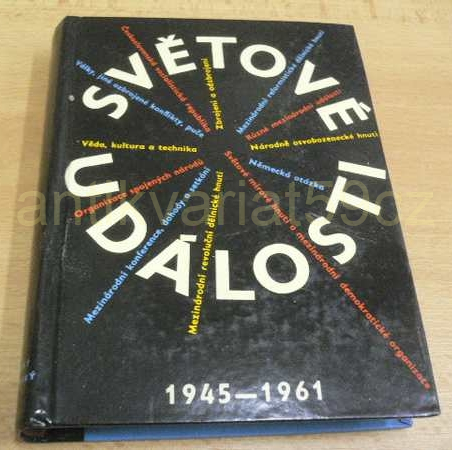 SVĚTOVÉ
UDÁLOSTI
Války, jiné ozbrojené konflikty, puče
Československá socialistická republika
Zbrojení a odzbrojení
Mezinárodní reformistické dělnické hnutí
Různé mezinárodní události
Národně osvobozenecké hnutí
Německá otázka
Světové mírové hnutí a mezinárodní demokratické organizace
Mezinárodní revoluční dělnické hnutí
Mezinárodní konference, dohody a setkání
Organizace spojených národů
Věda, kultura a technika
1945—1961